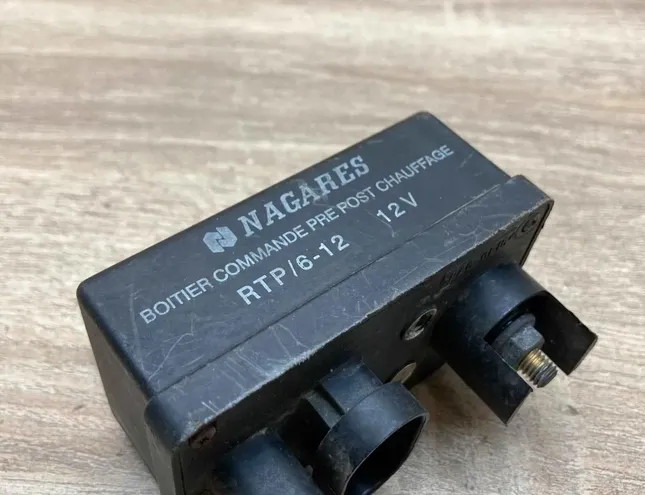 NAGARES
BOITIER COMMANDE PRE POST CHAUFFAGE
RTP/6-12 12V